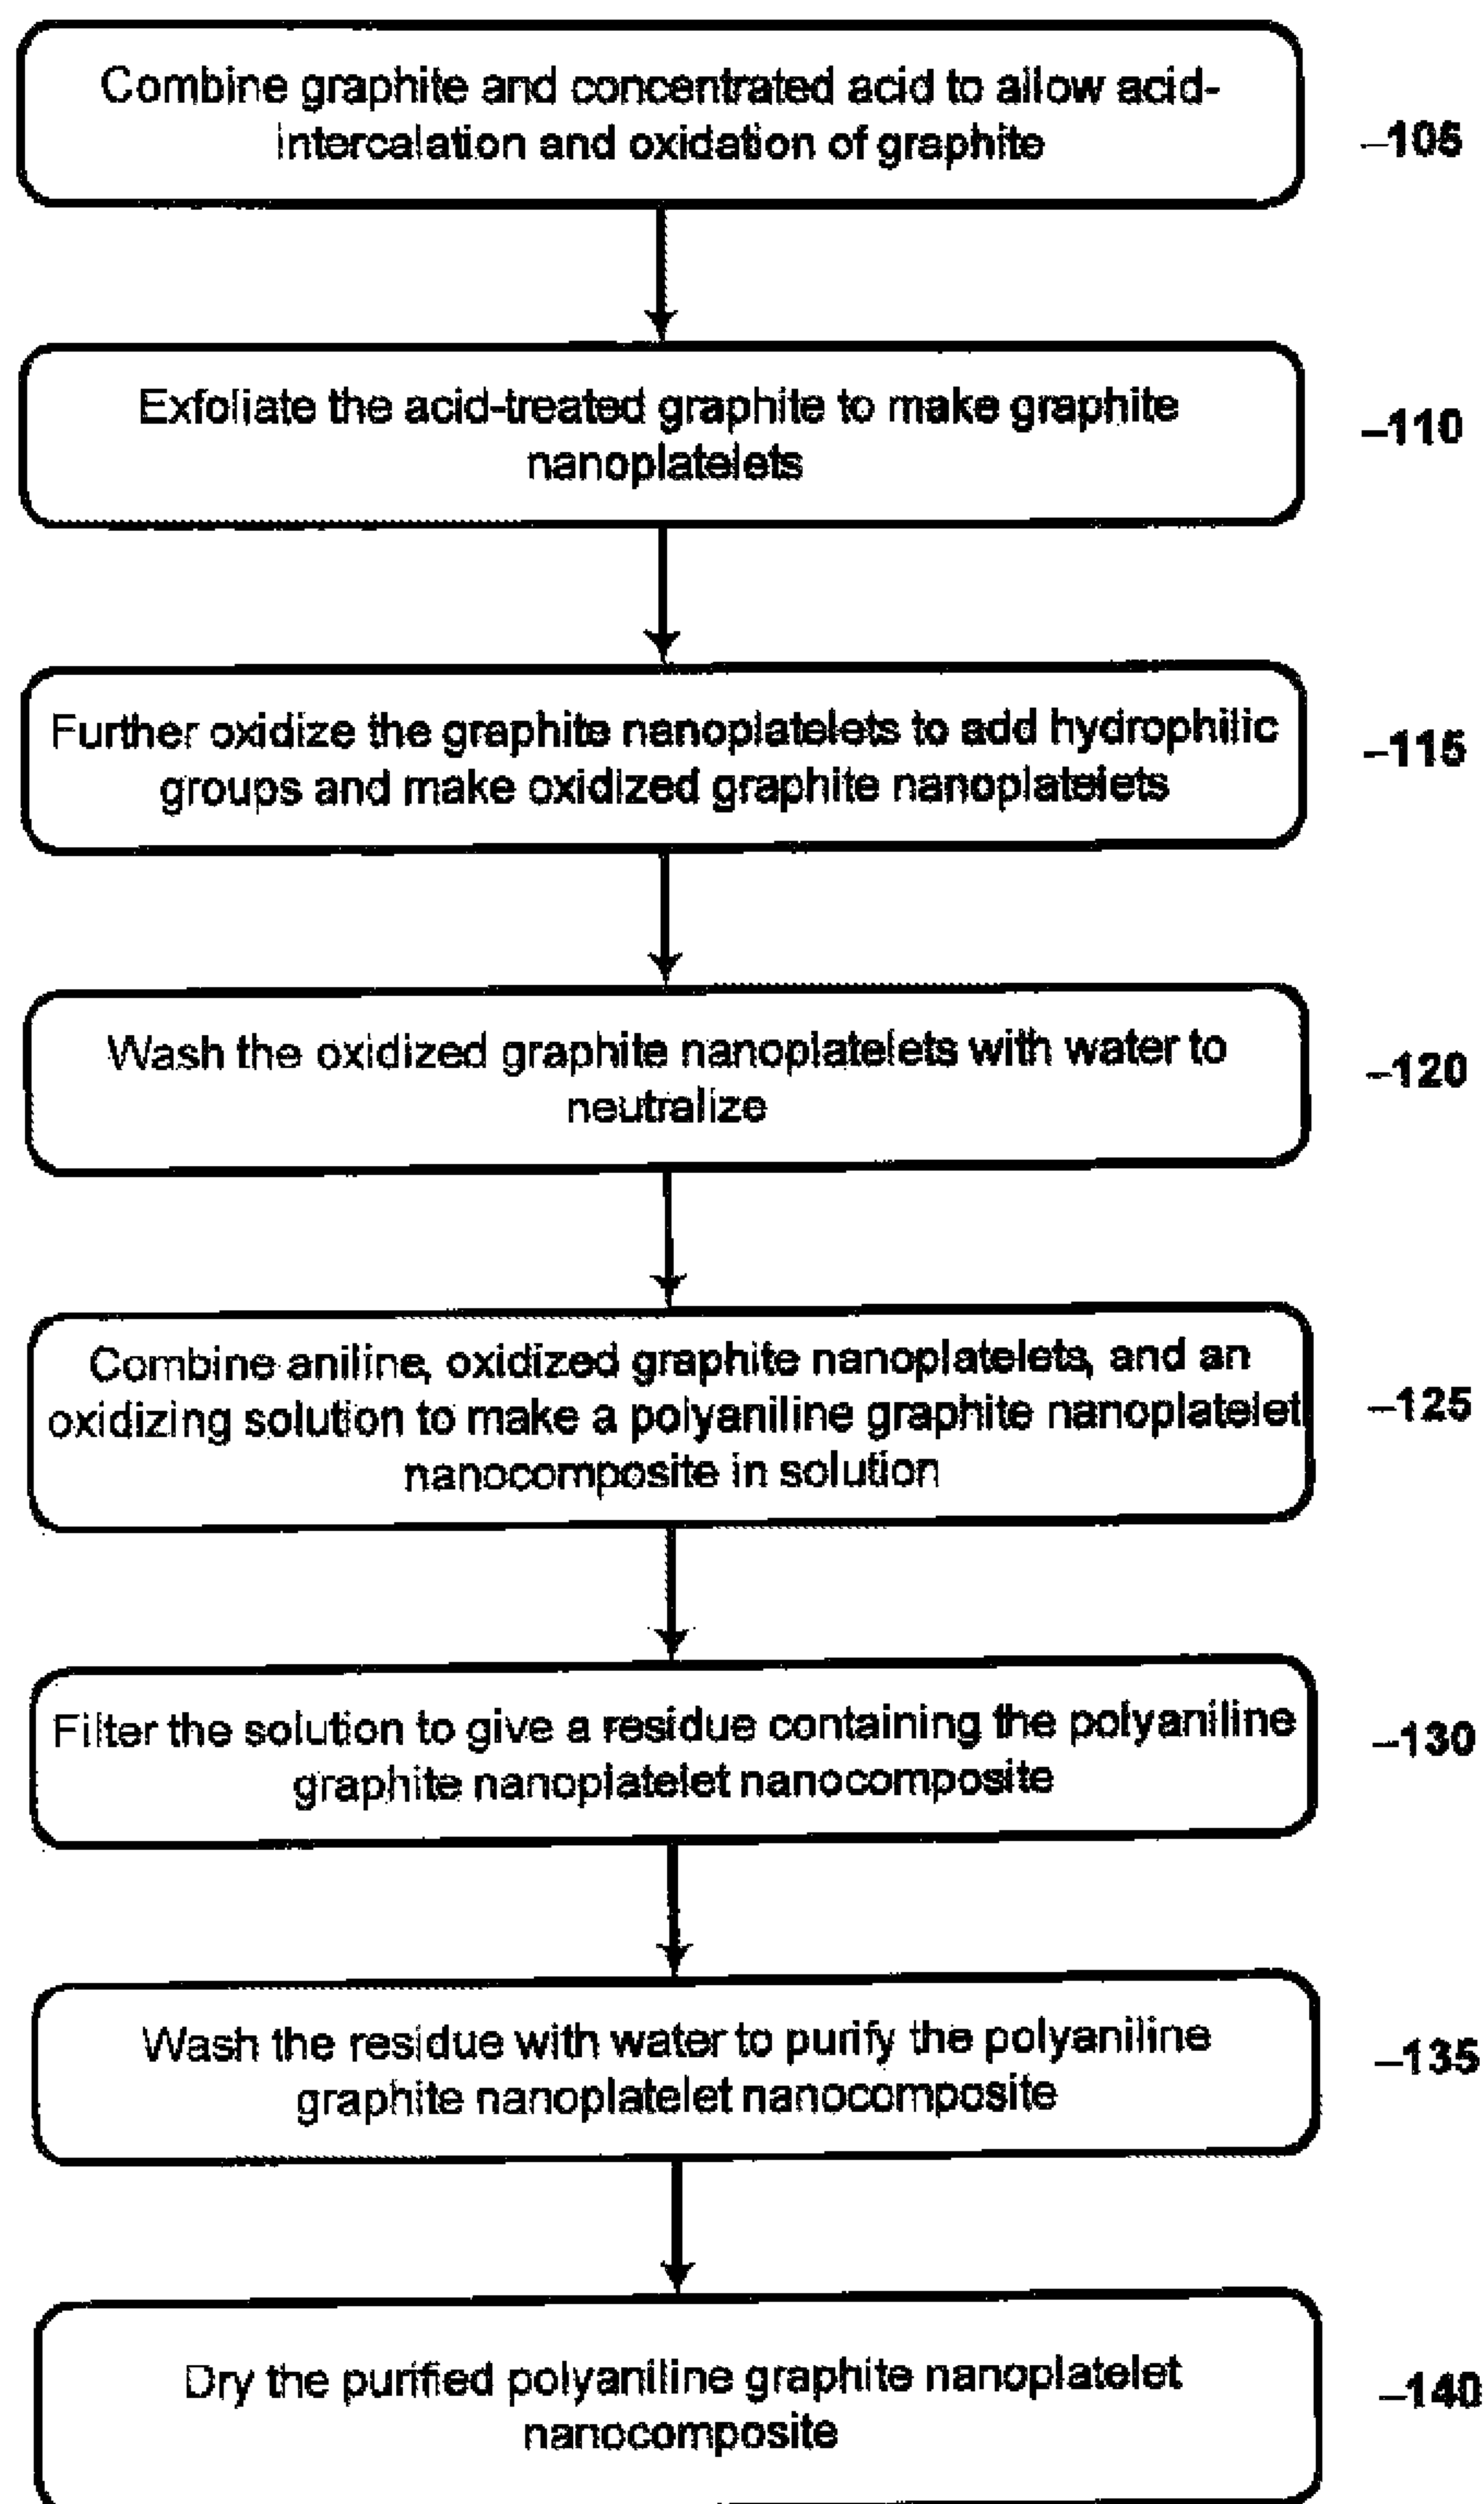 Combine graphite and concentrated acid to allow acid-
intercalation and oxidation of graphite
–105
Exfoliate the acid-treated graphite to make graphite
nanoplatelets
–110
Further oxidize the graphite nanoplatelets to add hydrophilic
groups and make oxidized graphite nanoplatelets
–115
Wash the oxidized graphite nanoplatelets with water to
neutralize
–120
Combine aniline, oxidized graphite nanoplatelets, and an
oxidizing solution to make a polyaniline graphite nanoplatelet
nanocomposite in solution
–125
Filter the solution to give a residue containing the polyaniline
graphite nanoplatelet nanocomposite
–130
Wash the residue with water to purify the polyaniline
graphite nanoplatelet nanocomposite
–135
Dry the purified polyaniline graphite nanoplatelet
nanocomposite
–140